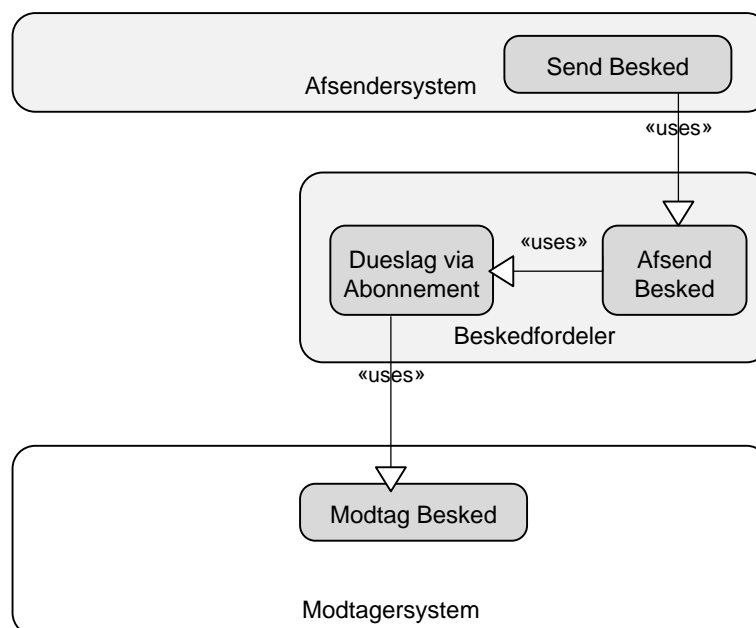 Send Besked
Afsendersystem
«uses»
Dueslag via
Abonnement
«uses»
Afsend
Besked
Beskedfordeler
«uses»
Modtag Besked
Modtagersystem